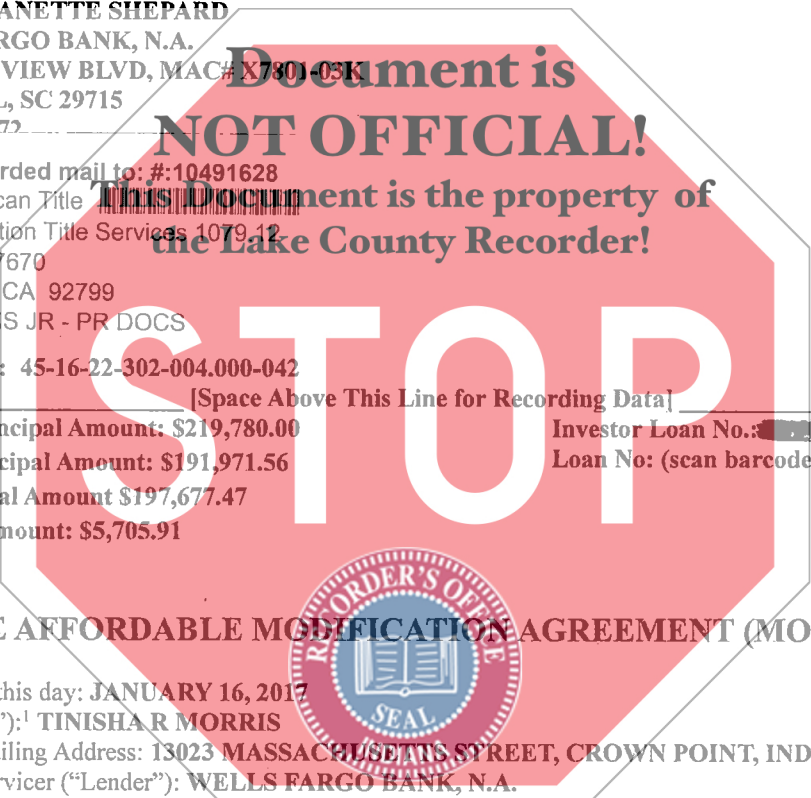 ANETTE SHEPARD
RGO BANK, N.A.
VIEW BLVD, MAC# X7801-03K
L, SC 29715
72
Document is
NOT OFFICIAL!
This Document is the property of
the Lake County Recorder!
rded mail to: #:10491628
can Title
tion Title Services 1079.12
7670
CA 92799
IS JR - PR DOCS
: 45-16-22-302-004.000-042
[Space Above This Line for Recording Data]
ncipal Amount: $219,780.00 Investor Loan No.:
cipal Amount: $191,971.56 Loan No: (scan barcode
al Amount $197,677.47
mount: $5,705.91
STOP
RECORDER'S OFFICE
SEAL
E AFFORDABLE MODIFICATION AGREEMENT (MO
this day: JANUARY 16, 2017
"):¹ TINISHA R MORRIS
ailing Address: 13023 MASSACHUSETTS STREET, CROWN POINT, IND
rvicer ("Lender"): WELLS FARGO BANK, N.A.